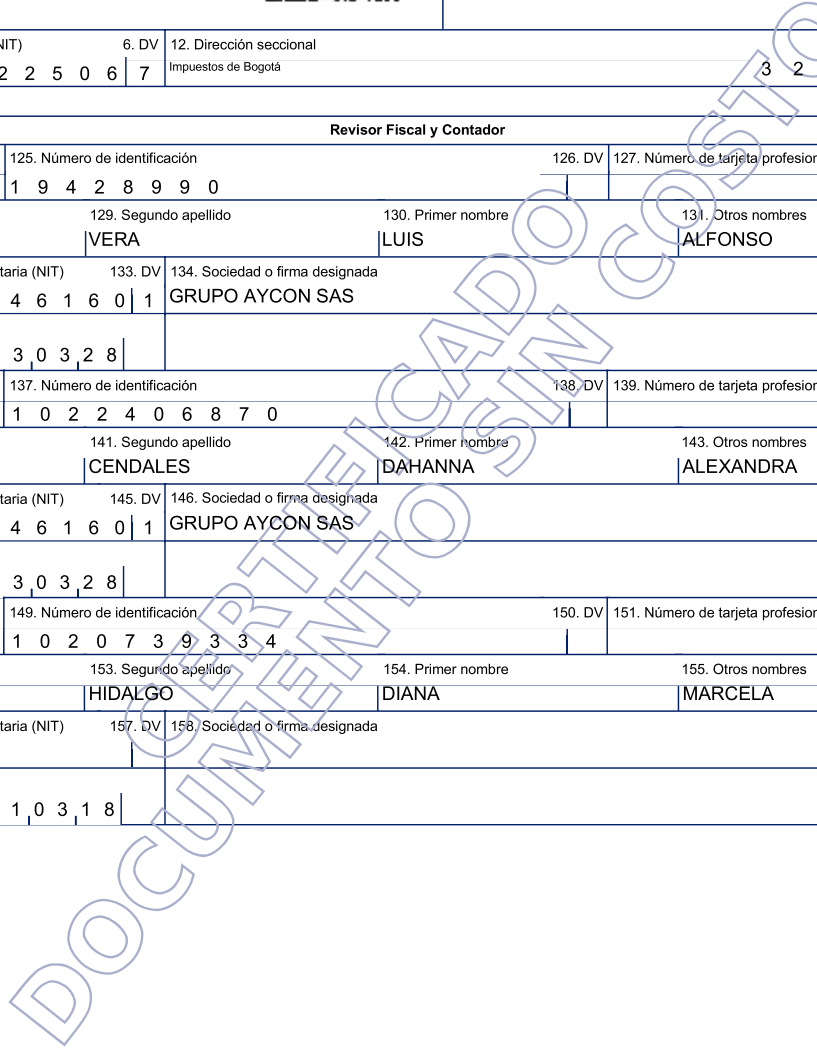 NIT) 6. DV 12. Dirección seccional
2 2 5 0 6 7 Impuestos de Bogotá 3 2
Revisor Fiscal y Contador
125. Número de identificación 126. DV 127. Número de tarjeta profesion
1 9 4 2 8 9 9 0
129. Segundo apellido 130. Primer nombre 131. Otros nombres
VERA LUIS ALFONSO
taria (NIT) 133. DV 134. Sociedad o firma designada
4 6 1 6 0 1 GRUPO AYCON SAS
3 0 3 2 8
137. Número de identificación 138. DV 139. Número de tarjeta profesion
1 0 2 2 4 0 6 8 7 0
141. Segundo apellido 142. Primer nombre 143. Otros nombres
CENDALES DAHANNA ALEXANDRA
taria (NIT) 145. DV 146. Sociedad o firma designada
4 6 1 6 0 1 GRUPO AYCON SAS
3 0 3 2 8
149. Número de identificación 150. DV 151. Número de tarjeta profesion
1 0 2 0 7 3 9 3 3 4
153. Segundo apellido 154. Primer nombre 155. Otros nombres
HIDALGO DIANA MARCELA
taria (NIT) 157. DV 158. Sociedad o firma designada
1 0 3 1 8
CERTIFICADO
DOCUMENTO SIN COSTO